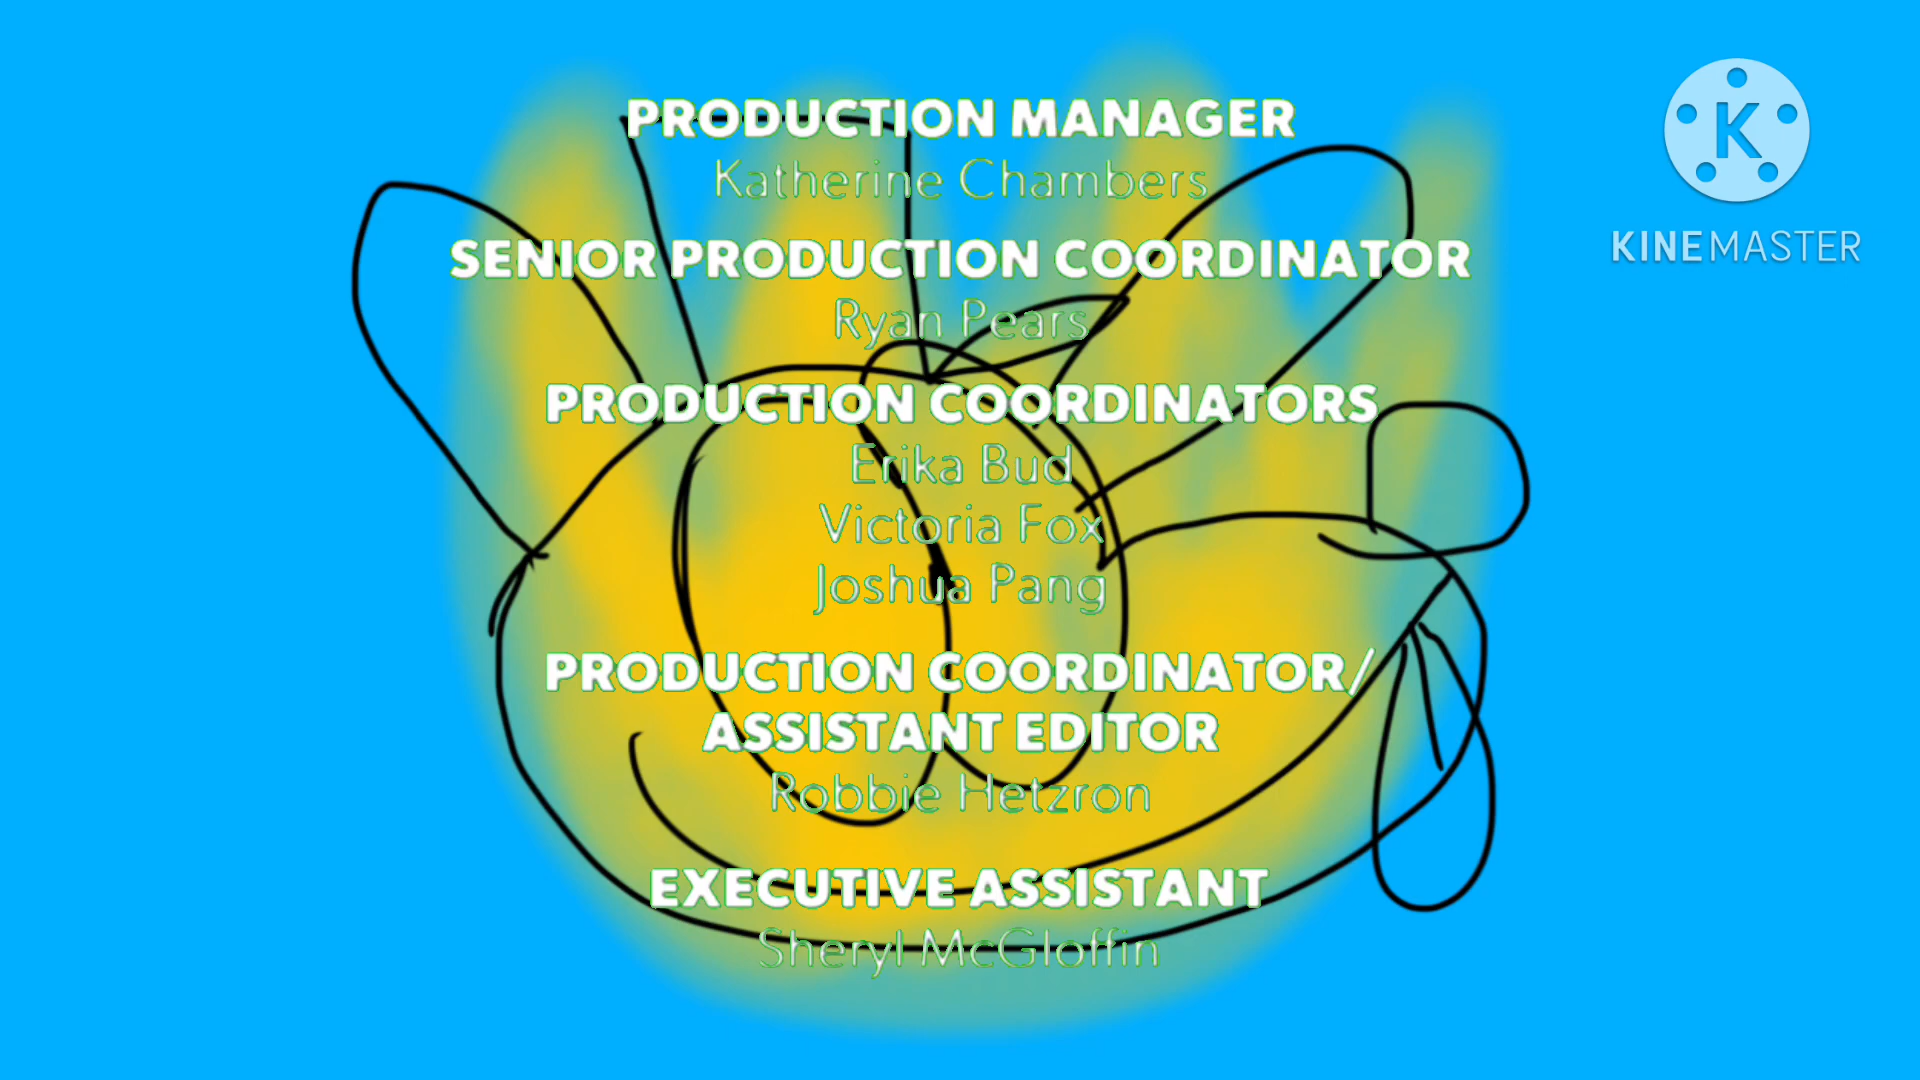 PRODUCTION MANAGER
Katherine Chambers
SENIOR PRODUCTION COORDINATOR
Ryan Pears
PRODUCTION COORDINATORS
Erika Bud
Victoria Fox
Joshua Pang
PRODUCTION COORDINATOR/
ASSISTANT EDITOR
Robbie Hetzron
EXECUTIVE ASSISTANT
Sheryl McGloffin
K
KINEMASTER